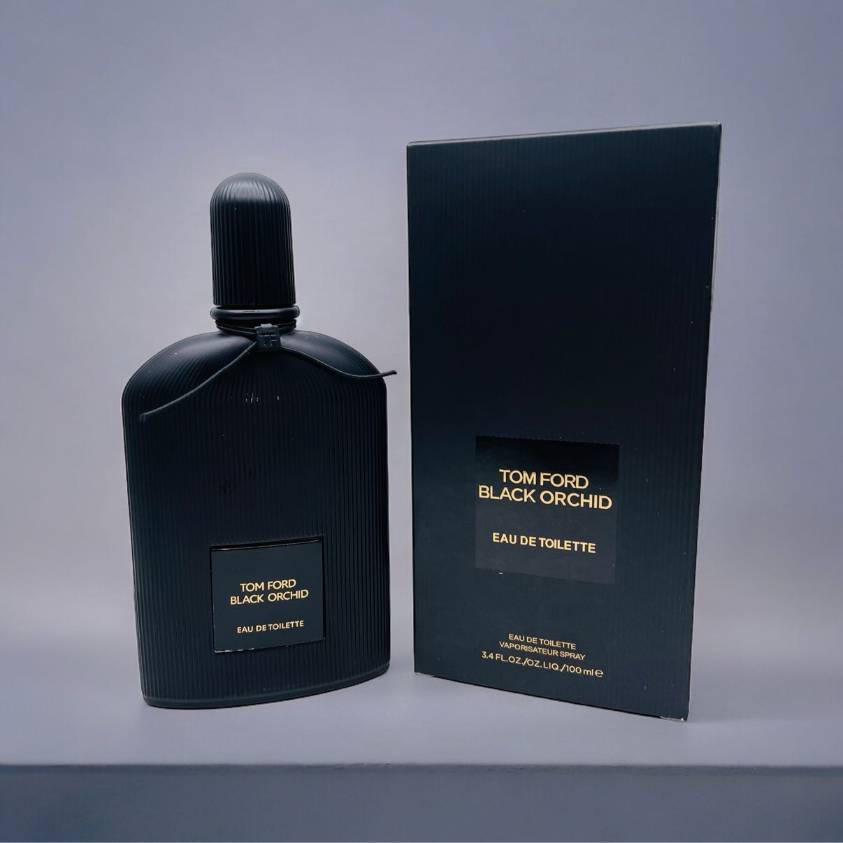 TOM FORD
BLACK ORCHID
EAU DE TOILETTE
TOM FORD
BLACK ORCHID
EAU DE TOILETTE
EAU DE TOILETTE
VAPORISATEUR SPRAY
3.4 FL.OZ./OZ.LIQ./100 ml ℮